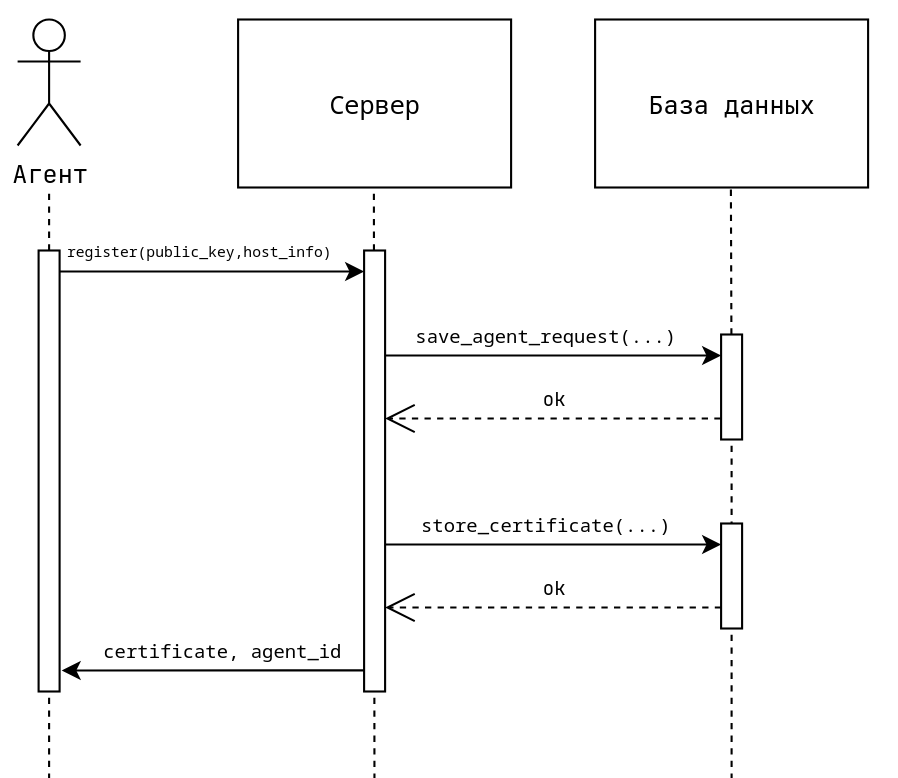 Агент
Сервер
База данных
register(public_key,host_info)
save_agent_request(...)
ok
store_certificate(...)
ok
certificate, agent_id